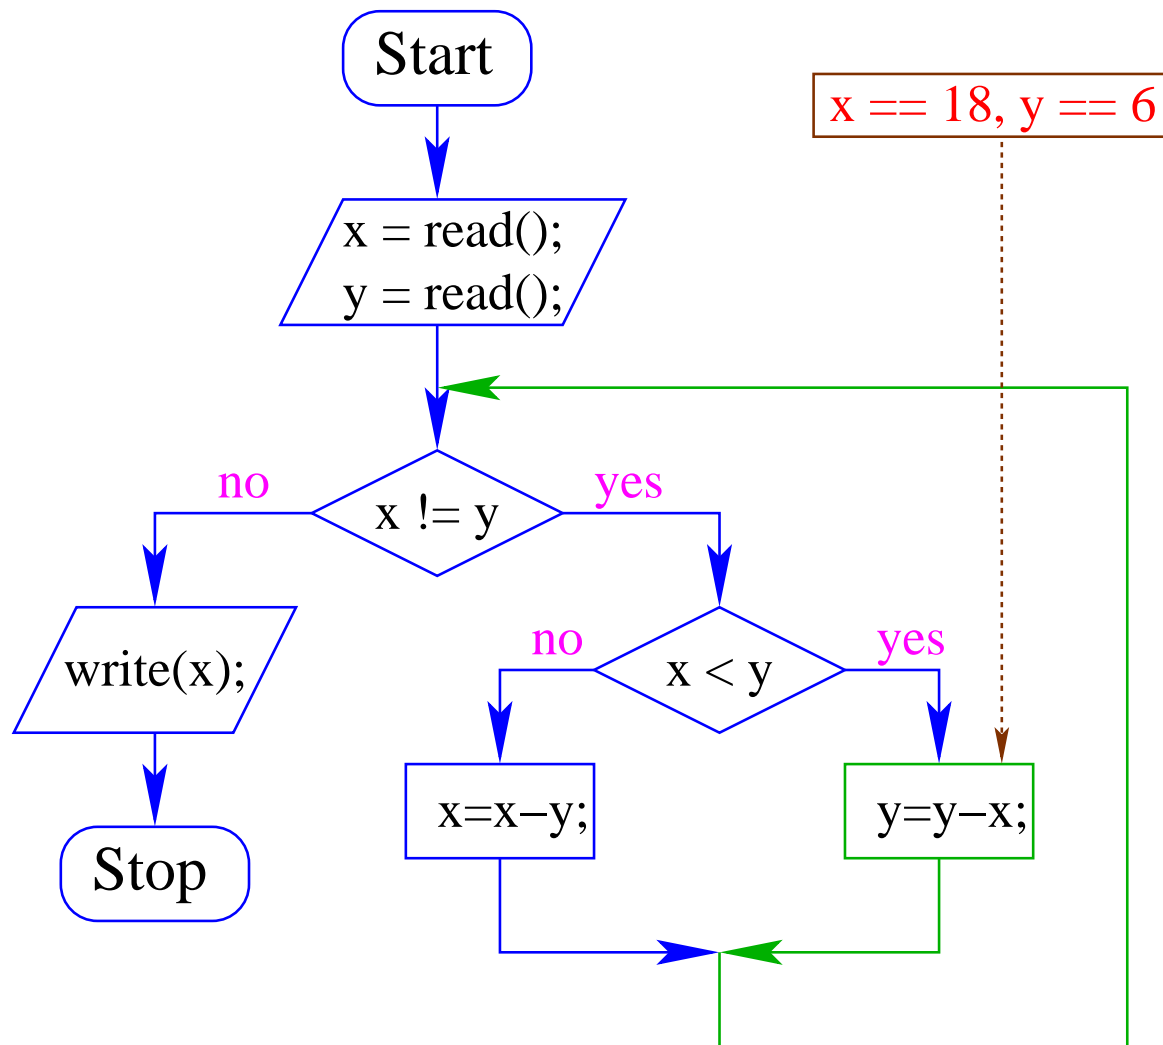 Start
x == 18, y == 6
x = read();
y = read();
no
yes
x != y
no
yes
write(x);
x < y
x=x−y;
y=y−x;
Stop